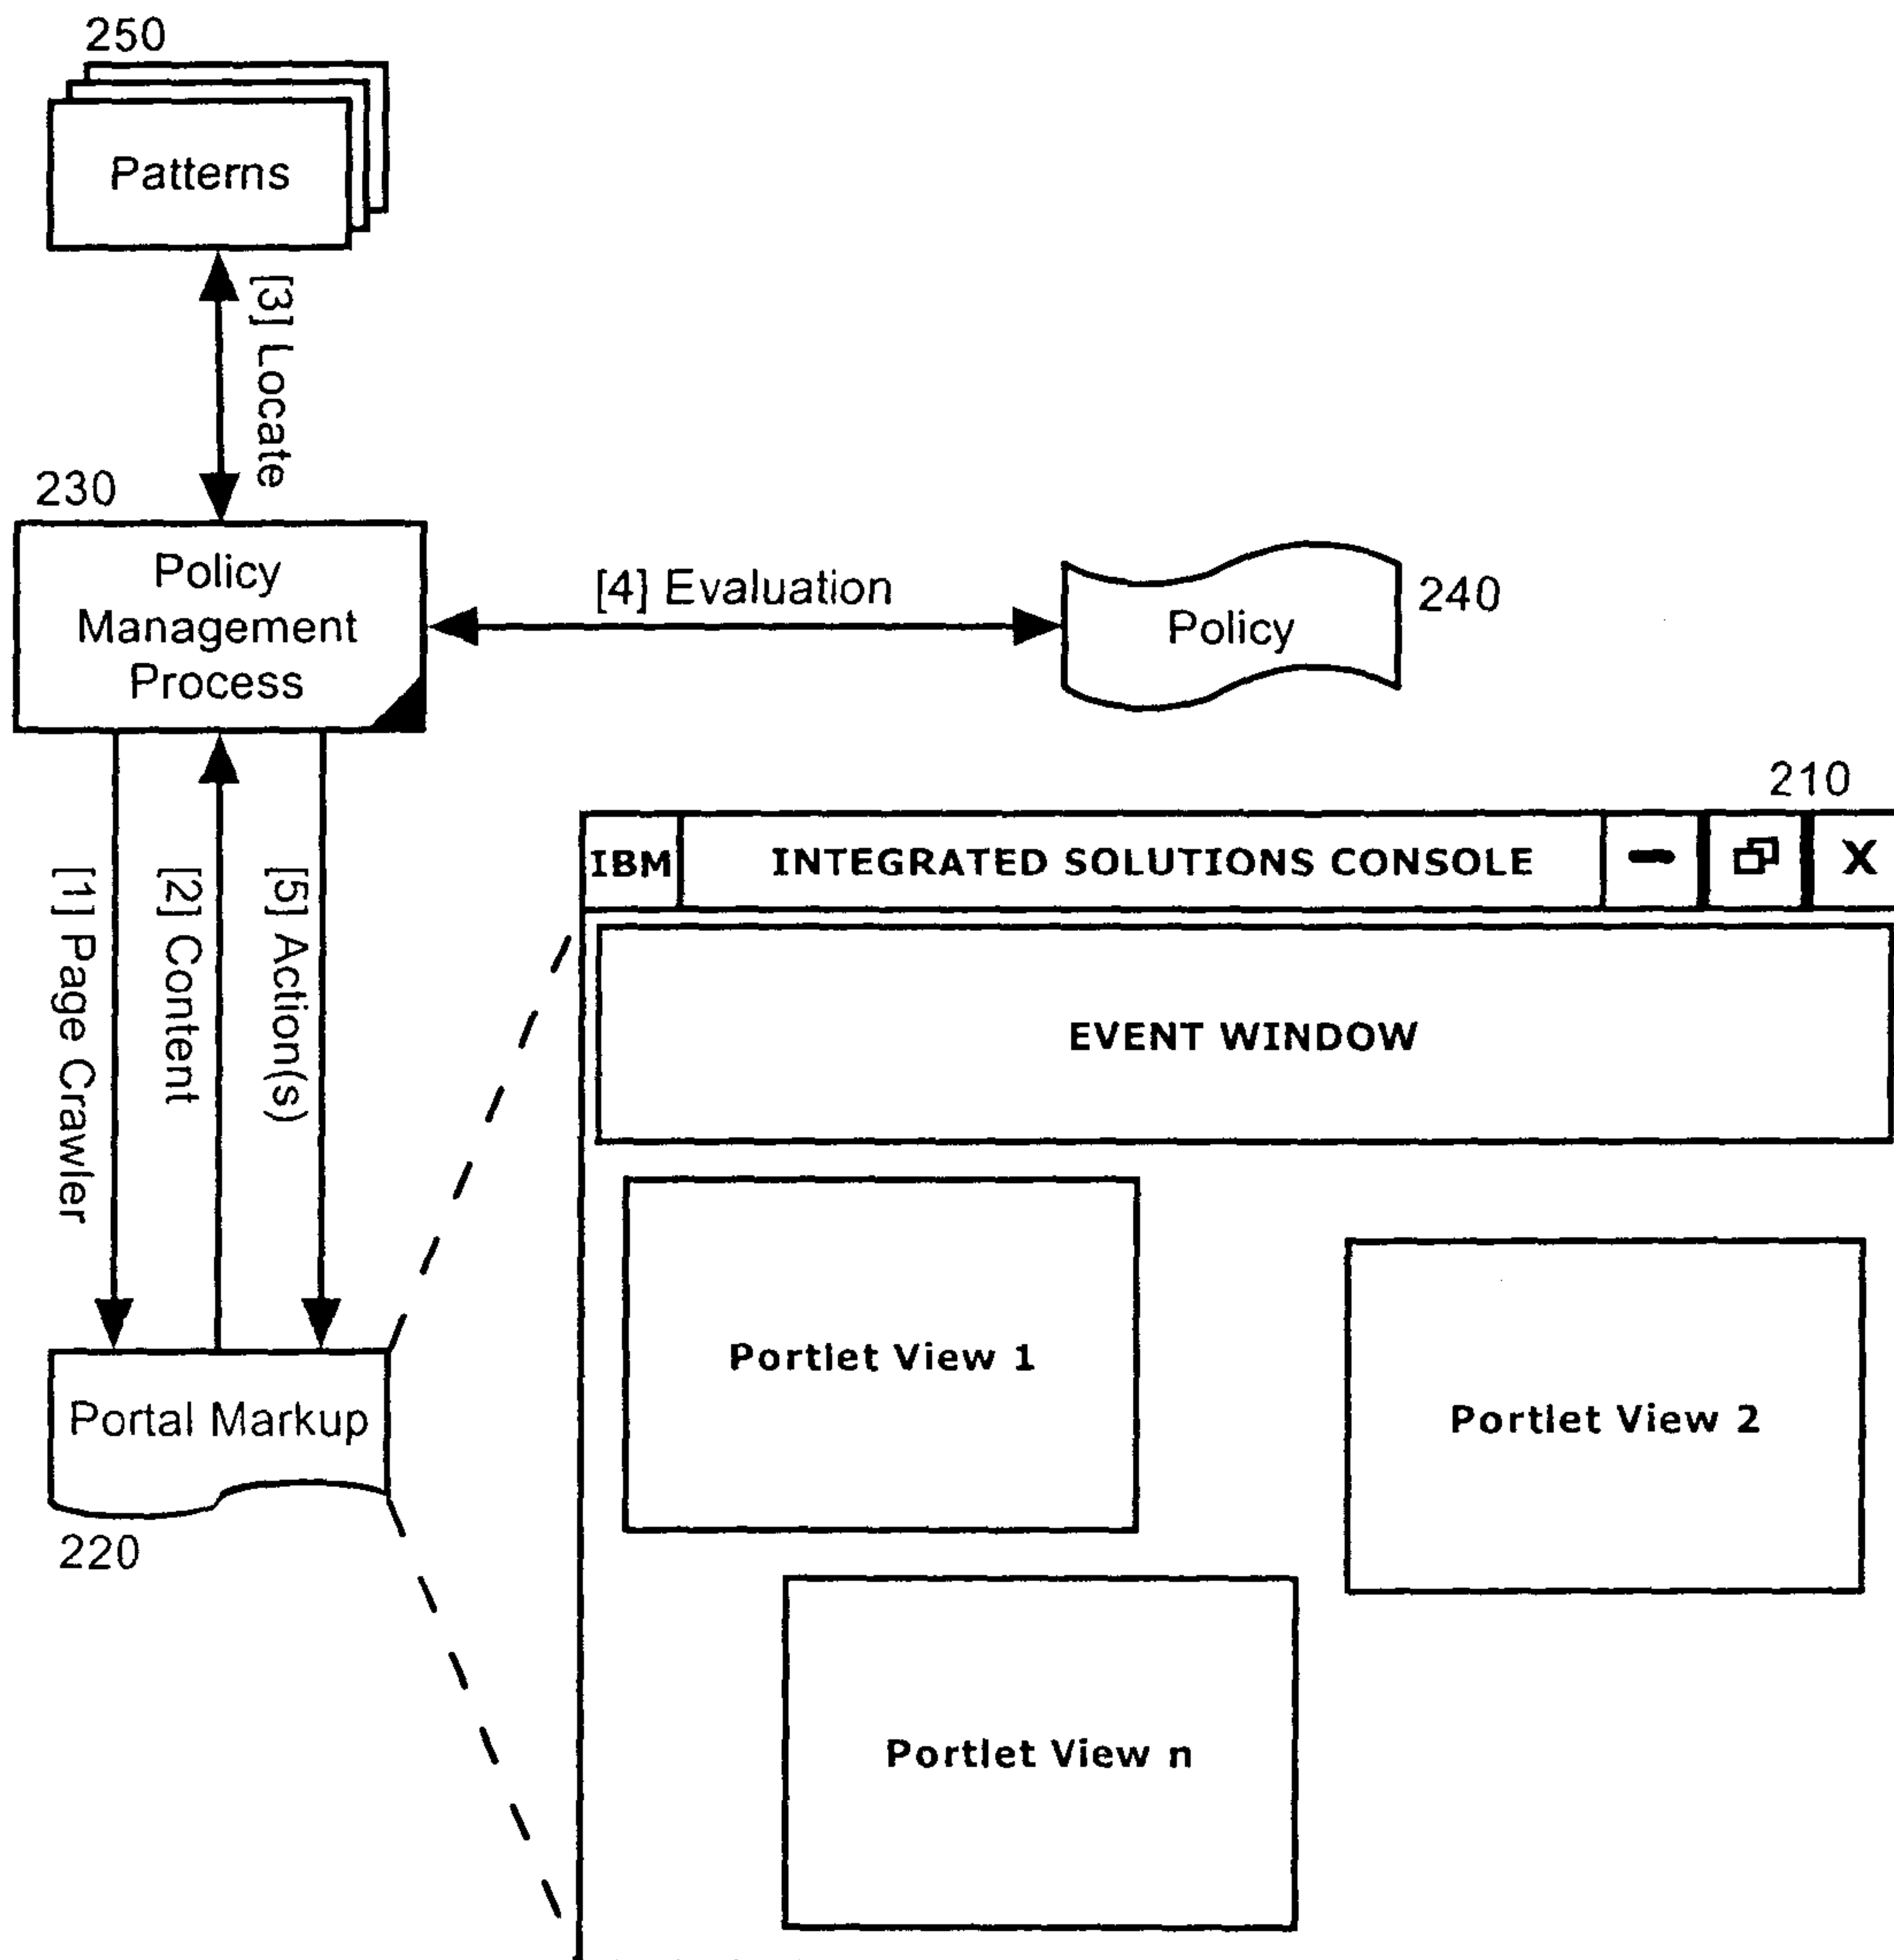 250
Patterns
[3] Locate
230
Policy
Management
Process
[4] Evaluation
Policy
240
[1] Page Crawler
[2] Content
[5] Action(s)
210
IBM
INTEGRATED SOLUTIONS CONSOLE
X
EVENT WINDOW
Portlet View 1
Portlet View 2
Portal Markup
220
Portlet View n